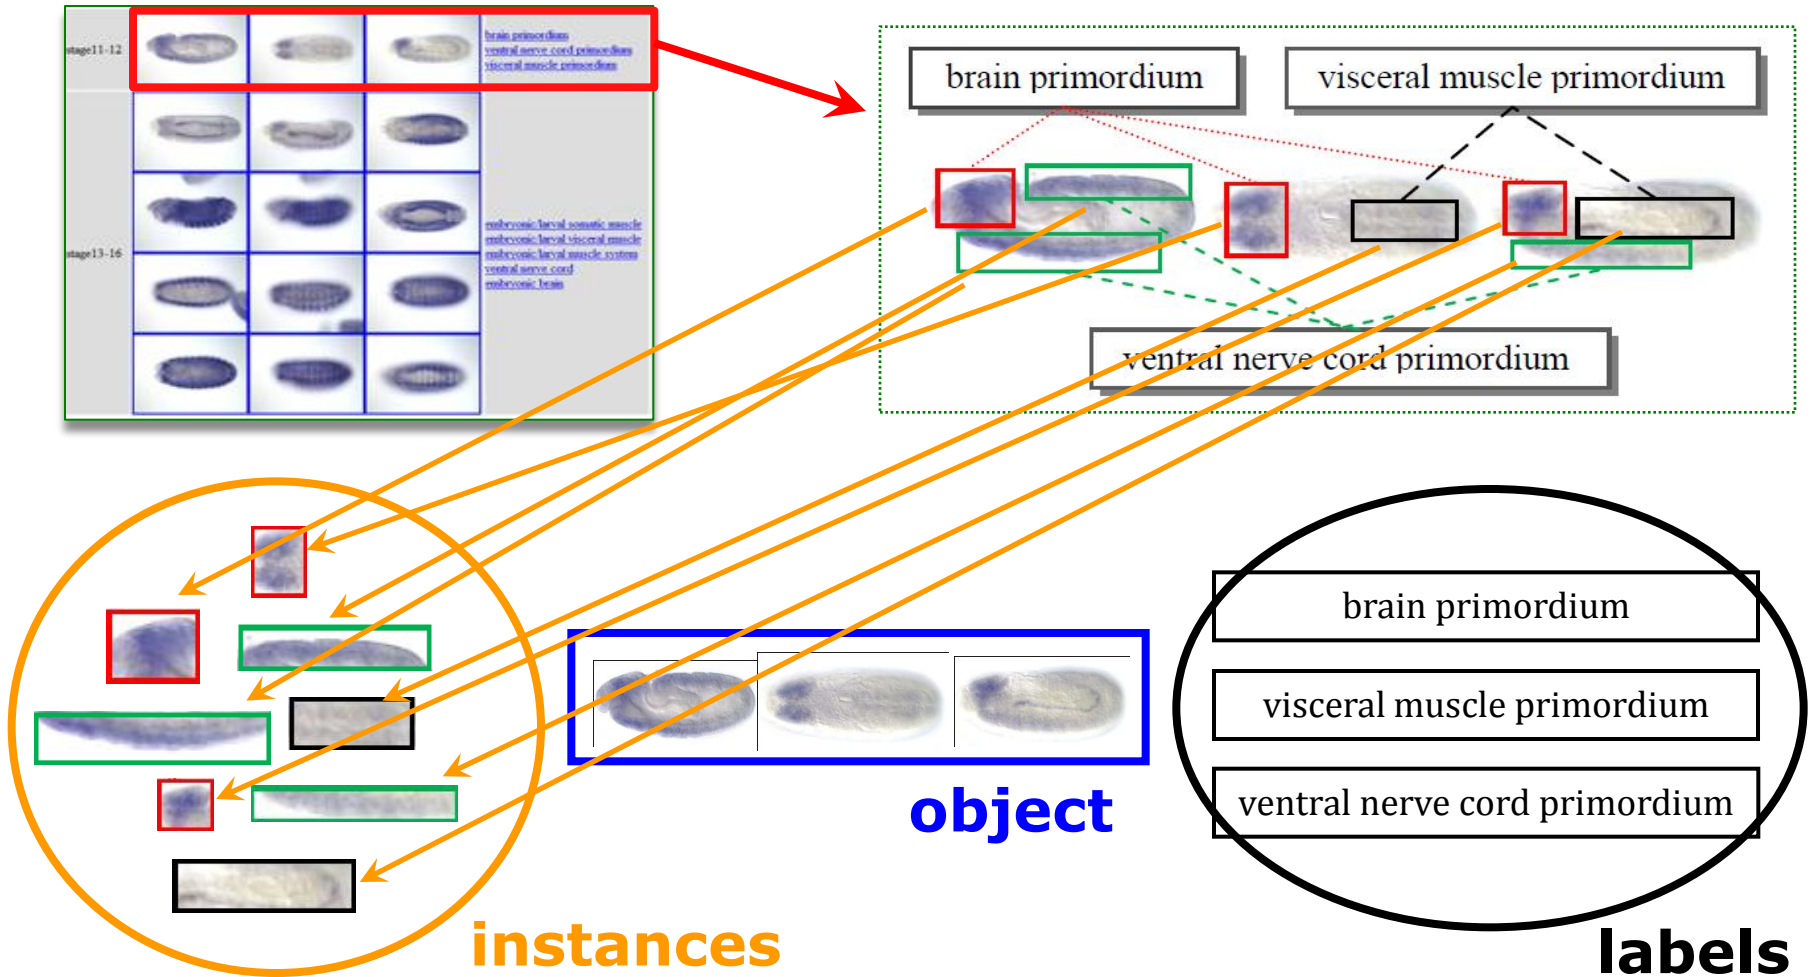 stage11-12
brain primordium
ventral nerve cord primordium
visceral muscle primordium
stage13-16
embryonic/larval somatic muscle
embryonic/larval visceral muscle
embryonic/larval muscle system
ventral nerve cord
embryonic brain
brain primordium
visceral muscle primordium
ventral nerve cord primordium
brain primordium
visceral muscle primordium
ventral nerve cord primordium
object
instances
labels